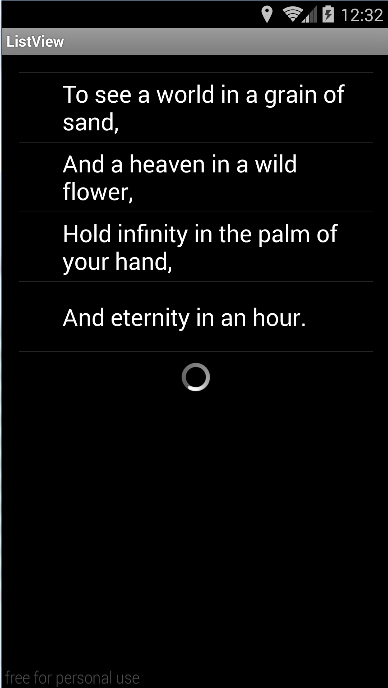 12:32
ListView
To see a world in a grain of
sand,
And a heaven in a wild
flower,
Hold infinity in the palm of
your hand,
And eternity in an hour.
free for personal use